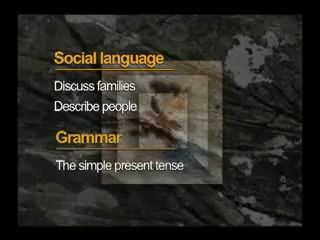 Social language
Discuss families
Describe people
Grammar
The simple present tense